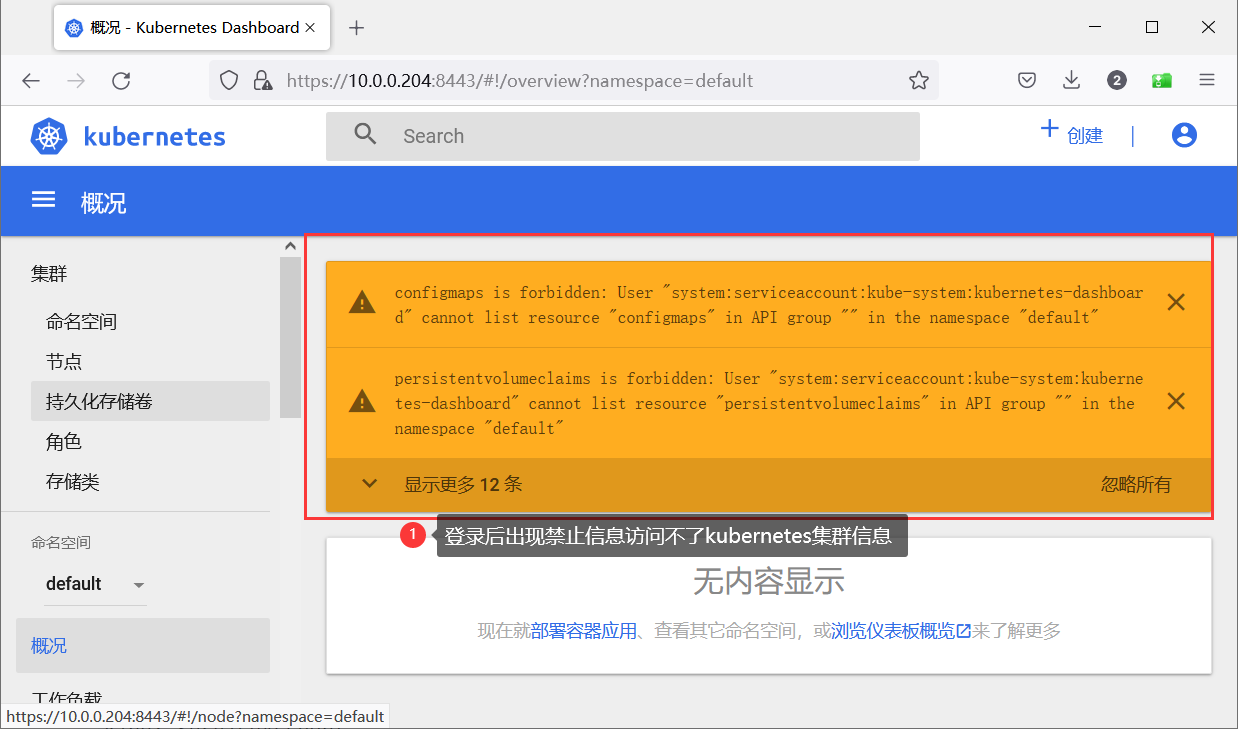 概况 - Kubernetes Dashboard
https://10.0.0.204:8443/#!/overview?namespace=default
2
kubernetes
Search
创建
概况
集群
命名空间
节点
持久化存储卷
角色
存储类
命名空间
default
概况
工作负载
configmaps is forbidden: User "system:serviceaccount:kube-system:kubernetes-dashboar
d" cannot list resource "configmaps" in API group "" in the namespace "default"
persistentvolumeclaims is forbidden: User "system:serviceaccount:kube-system:kuberne
tes-dashboard" cannot list resource "persistentvolumeclaims" in API group "" in the
namespace "default"
显示更多 12 条
忽略所有
1 登录后出现禁止信息访问不了kubernetes集群信息
无内容显示
现在就部署容器应用、查看其它命名空间，或浏览仪表板概览来了解更多
https://10.0.0.204:8443/#!/node?namespace=default